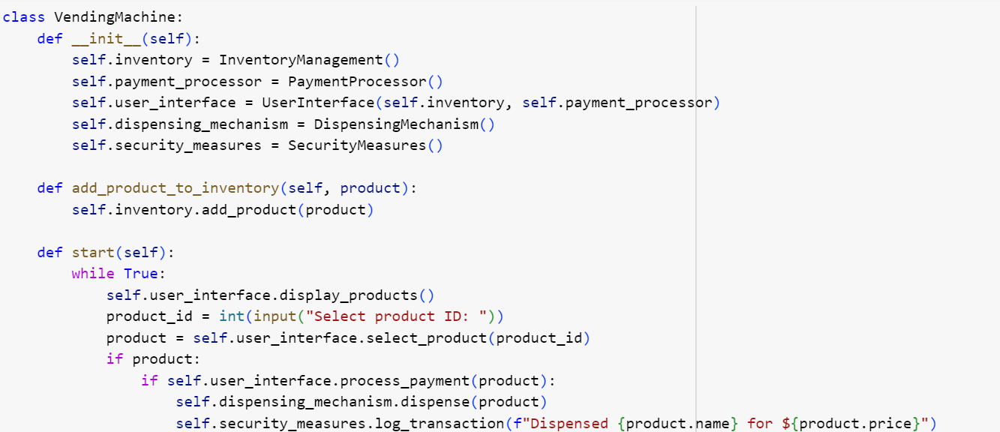 class VendingMachine:
    def __init__(self):
        self.inventory = InventoryManagement()
        self.payment_processor = PaymentProcessor()
        self.user_interface = UserInterface(self.inventory, self.payment_processor)
        self.dispensing_mechanism = DispensingMechanism()
        self.security_measures = SecurityMeasures()

    def add_product_to_inventory(self, product):
        self.inventory.add_product(product)

    def start(self):
        while True:
            self.user_interface.display_products()
            product_id = int(input("Select product ID: "))
            product = self.user_interface.select_product(product_id)
            if product:
                if self.user_interface.process_payment(product):
                    self.dispensing_mechanism.dispense(product)
                    self.security_measures.log_transaction(f"Dispensed {product.name} for ${product.price}")